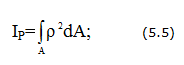 I_P=∫_A ρ²dA; (5.5)